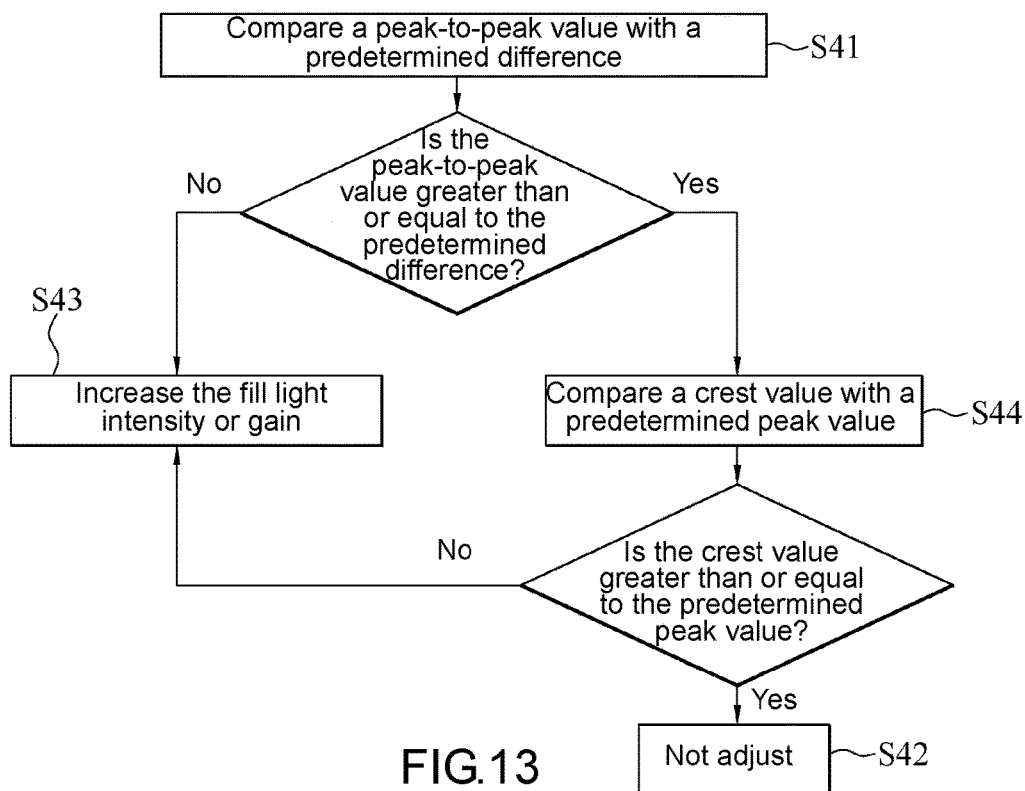 Compare a peak-to-peak value with a
predetermined difference
S41
Is the
peak-to-peak
value greater than
or equal to the
predetermined
difference?
No
Yes
S43
Increase the fill light
intensity or gain
Compare a crest value with a
predetermined peak value
S44
No
Is the crest value
greater than or equal
to the predetermined
peak value?
Yes
Not adjust
S42
FIG.13